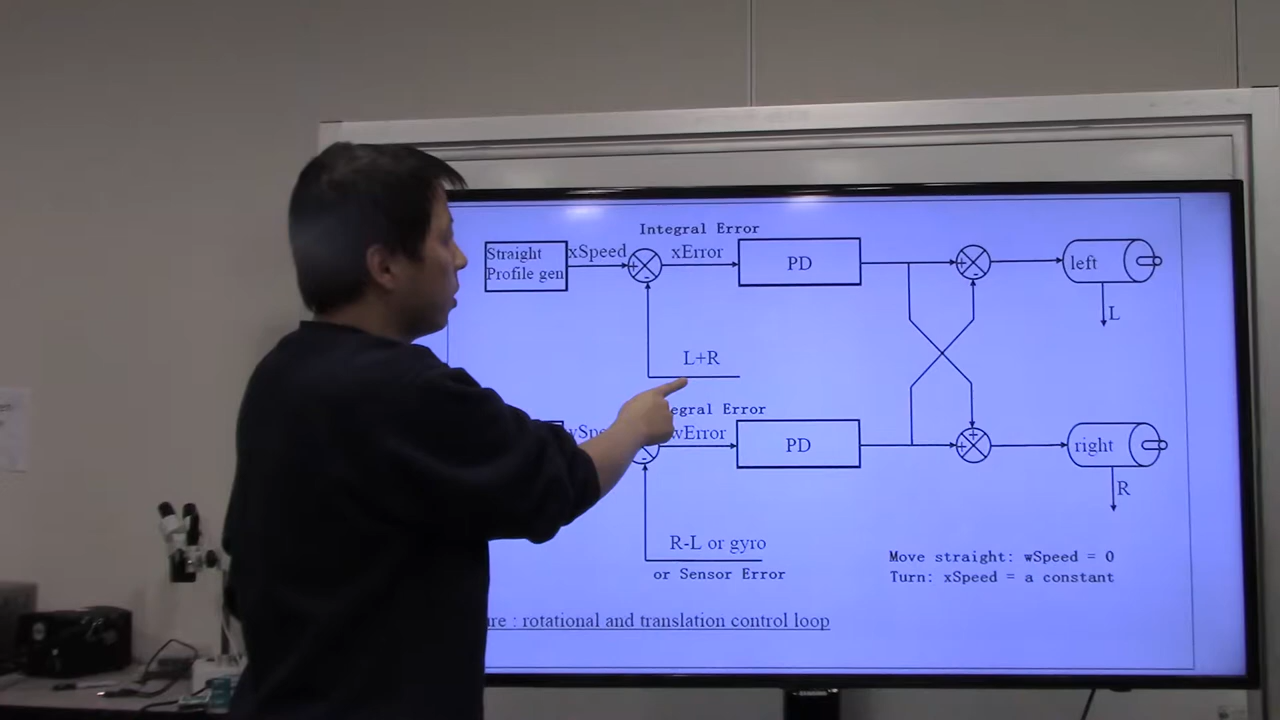 Integral Error
Straight
Profile gen
xSpeed
xError
PD
left
L
L+R
egral Error
wError
PD
right
R
R-L or gyro
or Sensor Error
Move straight: wSpeed = 0
Turn: xSpeed = a constant
: rotational and translation control loop
+
-
+
-
-
+
+